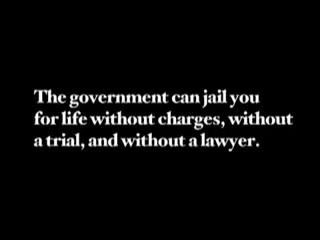 The government can jail you
for life without charges, without
a trial, and without a lawyer.